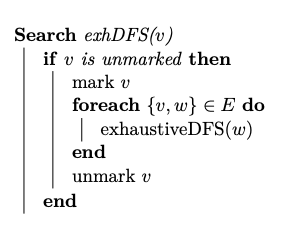 Search exhDFS(v)
if v is unmarked then
mark v
foreach {v, w} ∈ E do
exhaustiveDFS(w)
end
unmark v
end